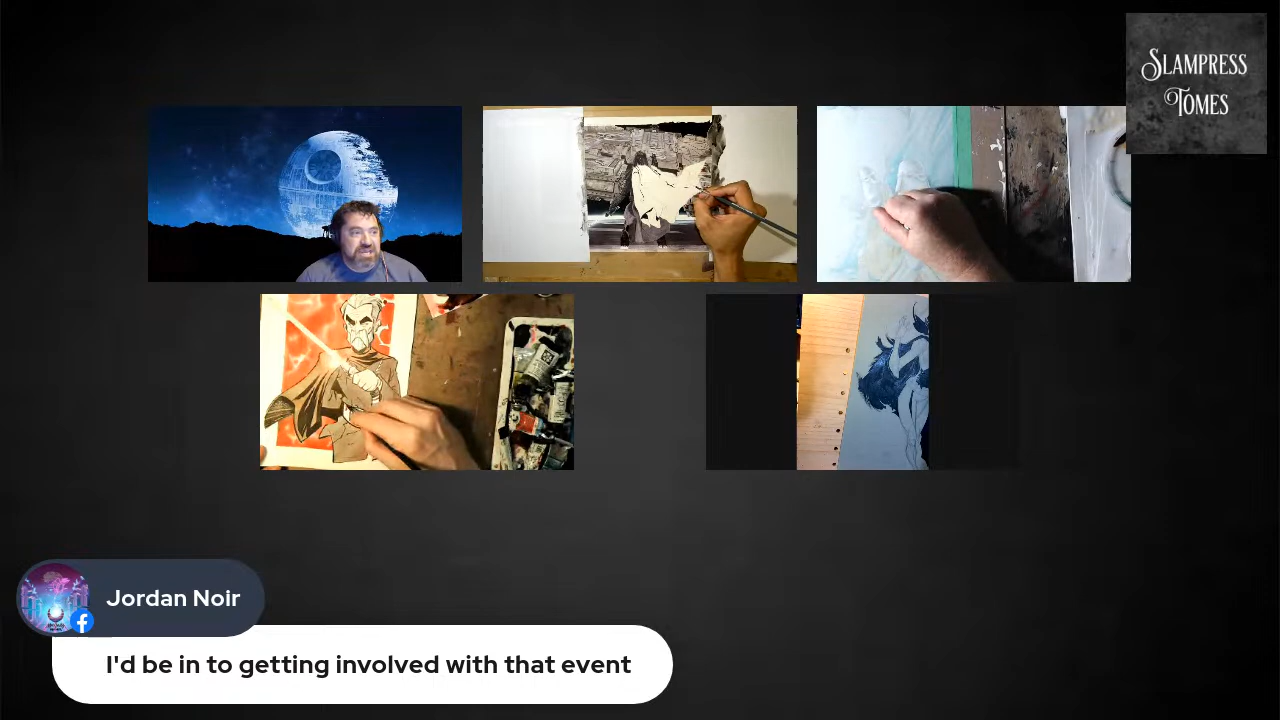 SLAMPRESS
TOMES
Jordan Noir
I'd be in to getting involved with that event